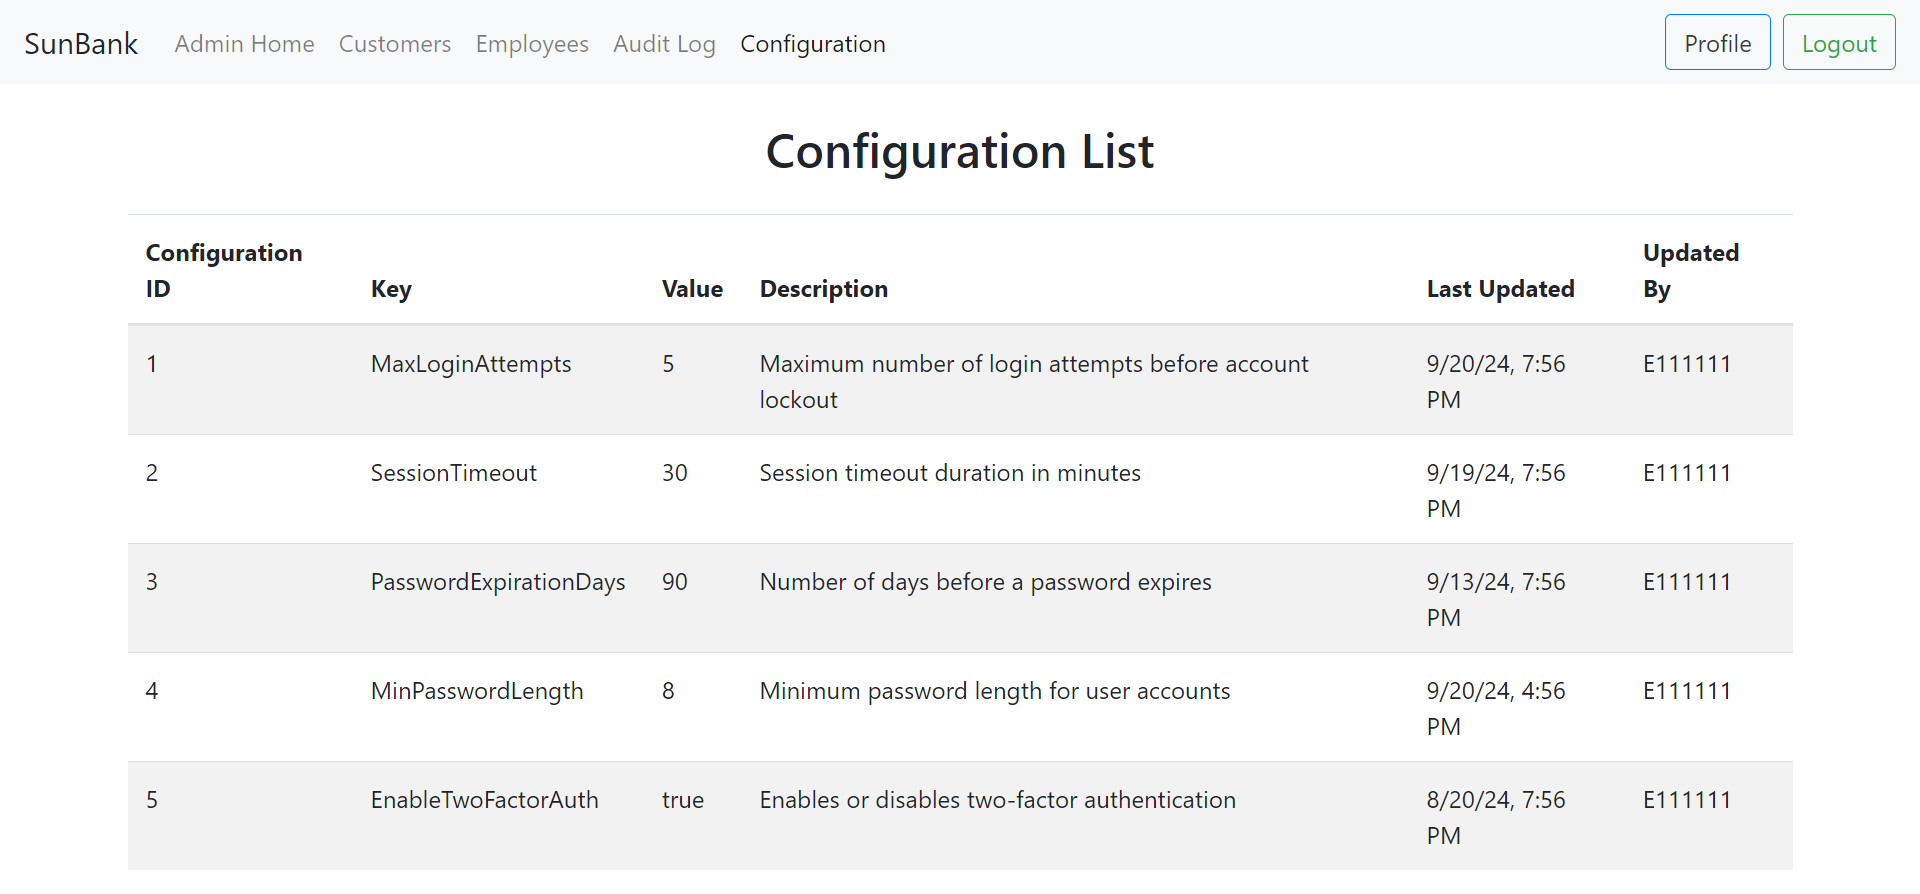 SunBank Admin Home Customers Employees Audit Log Configuration Profile Logout
Configuration List
Configuration ID Key Value Description Last Updated Updated By
1 MaxLoginAttempts 5 Maximum number of login attempts before account lockout 9/20/24, 7:56 PM E111111
2 SessionTimeout 30 Session timeout duration in minutes 9/19/24, 7:56 PM E111111
3 PasswordExpirationDays 90 Number of days before a password expires 9/13/24, 7:56 PM E111111
4 MinPasswordLength 8 Minimum password length for user accounts 9/20/24, 4:56 PM E111111
5 EnableTwoFactorAuth true Enables or disables two-factor authentication 8/20/24, 7:56 PM E111111